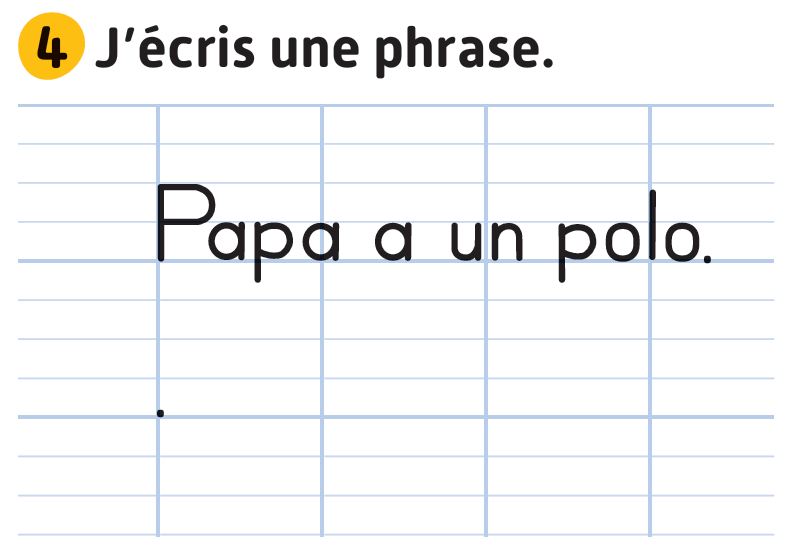 4 J'écris une phrase.
Papa a un polo.
.